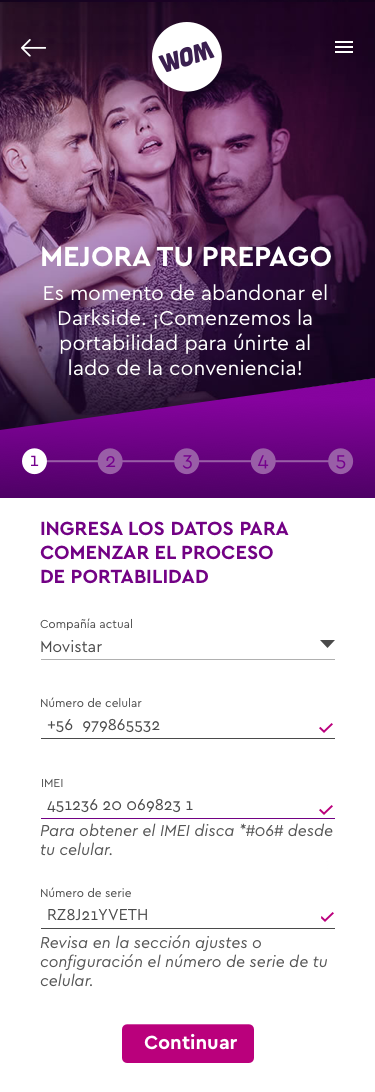 WOM
MEJORA TU PREPAGO
Es momento de abandonar el
Darkside. ¡Comenzemos la
portabilidad para únirte al
lado de la conveniencia!
1 2 3 4 5
INGRESA LOS DATOS PARA
COMENZAR EL PROCESO
DE PORTABILIDAD
Compañía actual
Movistar
Número de celular
+56 979865532
IMEI
451236 20 069823 1
Para obtener el IMEI disca *#06# desde
tu celular.
Número de serie
RZ8J21YVETH
Revisa en la sección ajustes o
configuración el número de serie de tu
celular.
Continuar